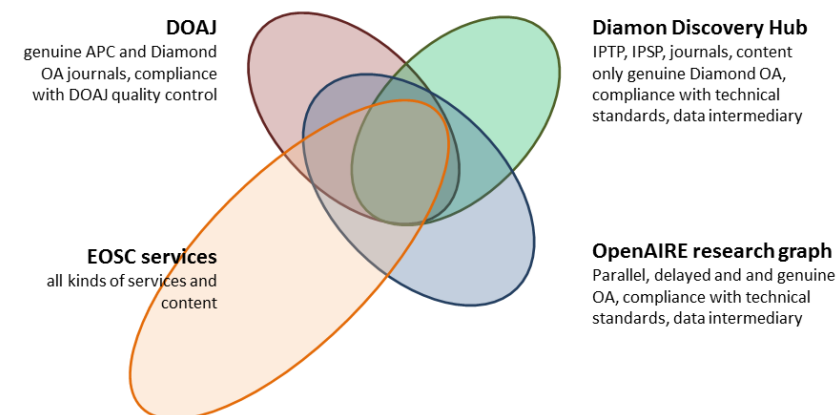 DOAJ
genuine APC and Diamond
OA journals, compliance
with DOAJ quality control
Diamon Discovery Hub
IPTP, IPSP, journals, content
only genuine Diamond OA,
compliance with technical
standards, data intermediary
EOSC services
all kinds of services and
content
OpenAIRE research graph
Parallel, delayed and and genuine
OA, compliance with technical
standards, data intermediary